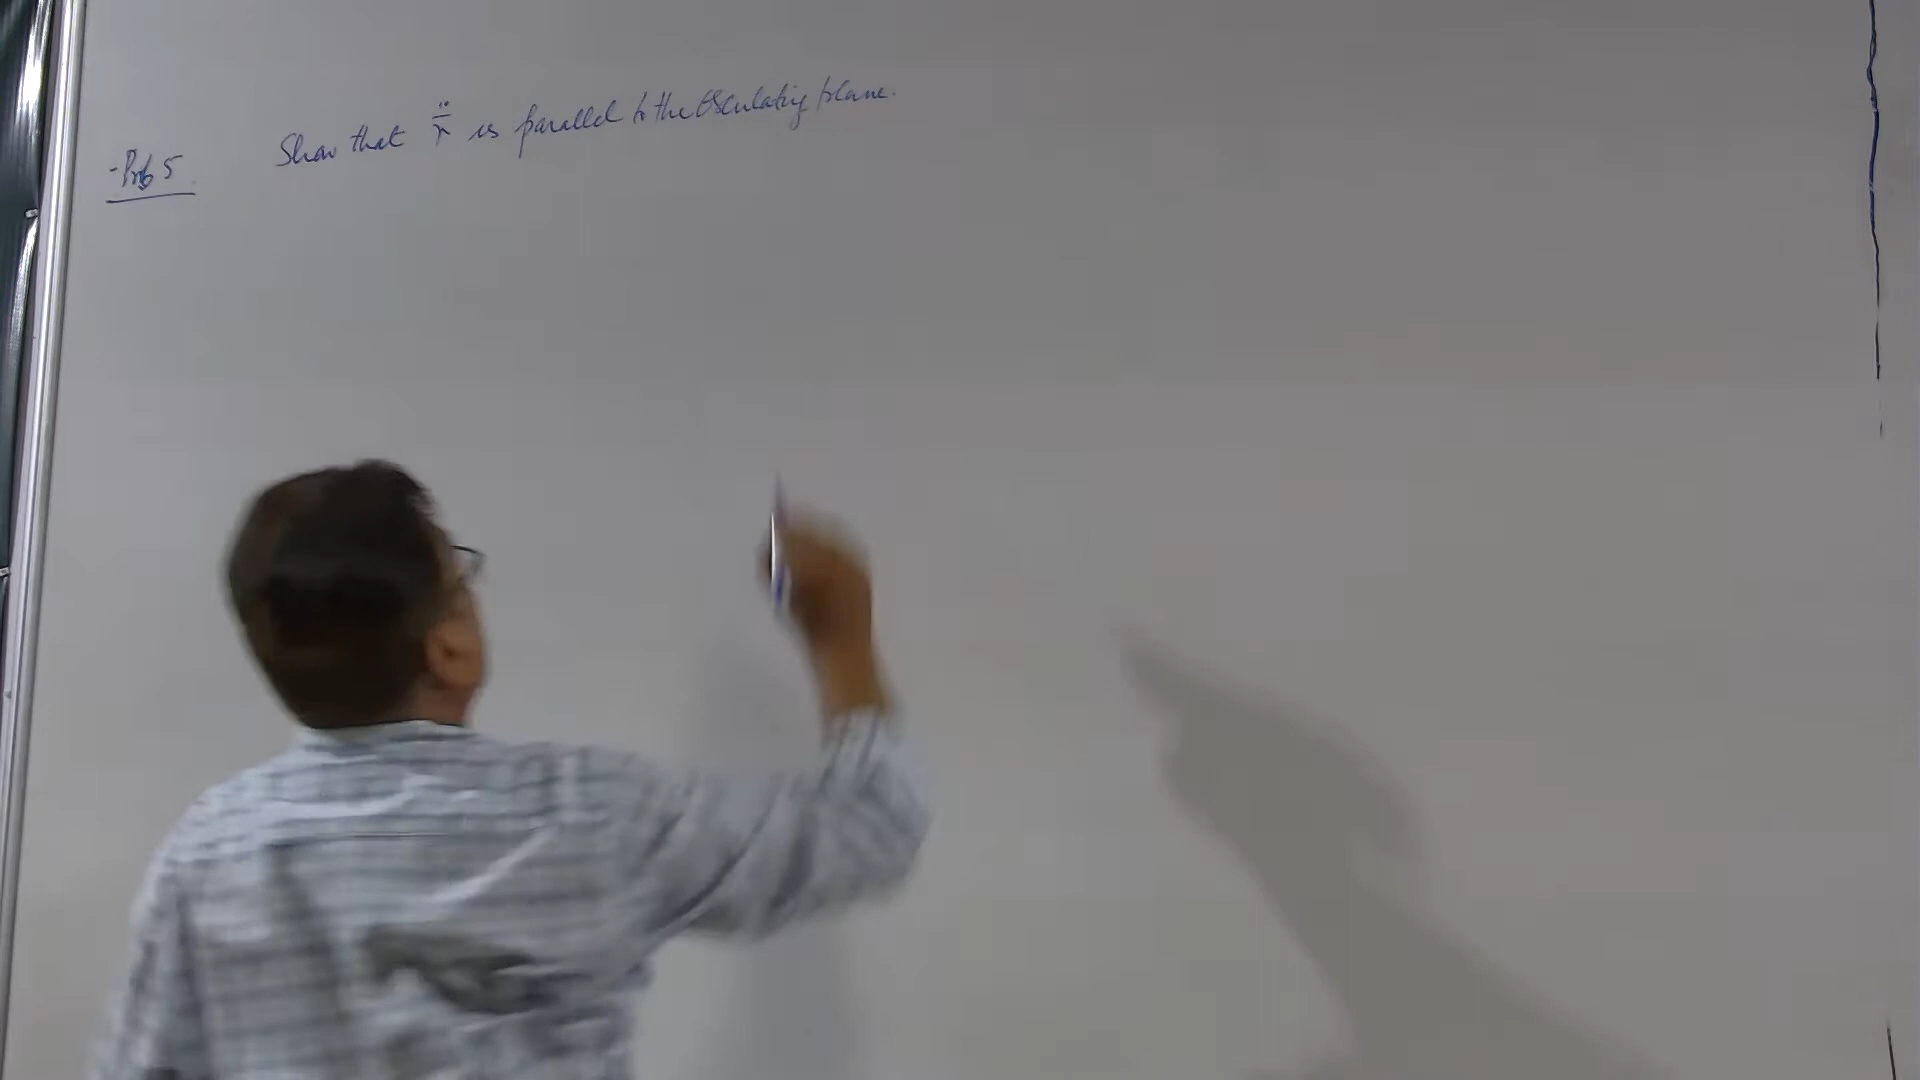 Prob 5 Show that r̈̄ is parallel to the Osculating plane.